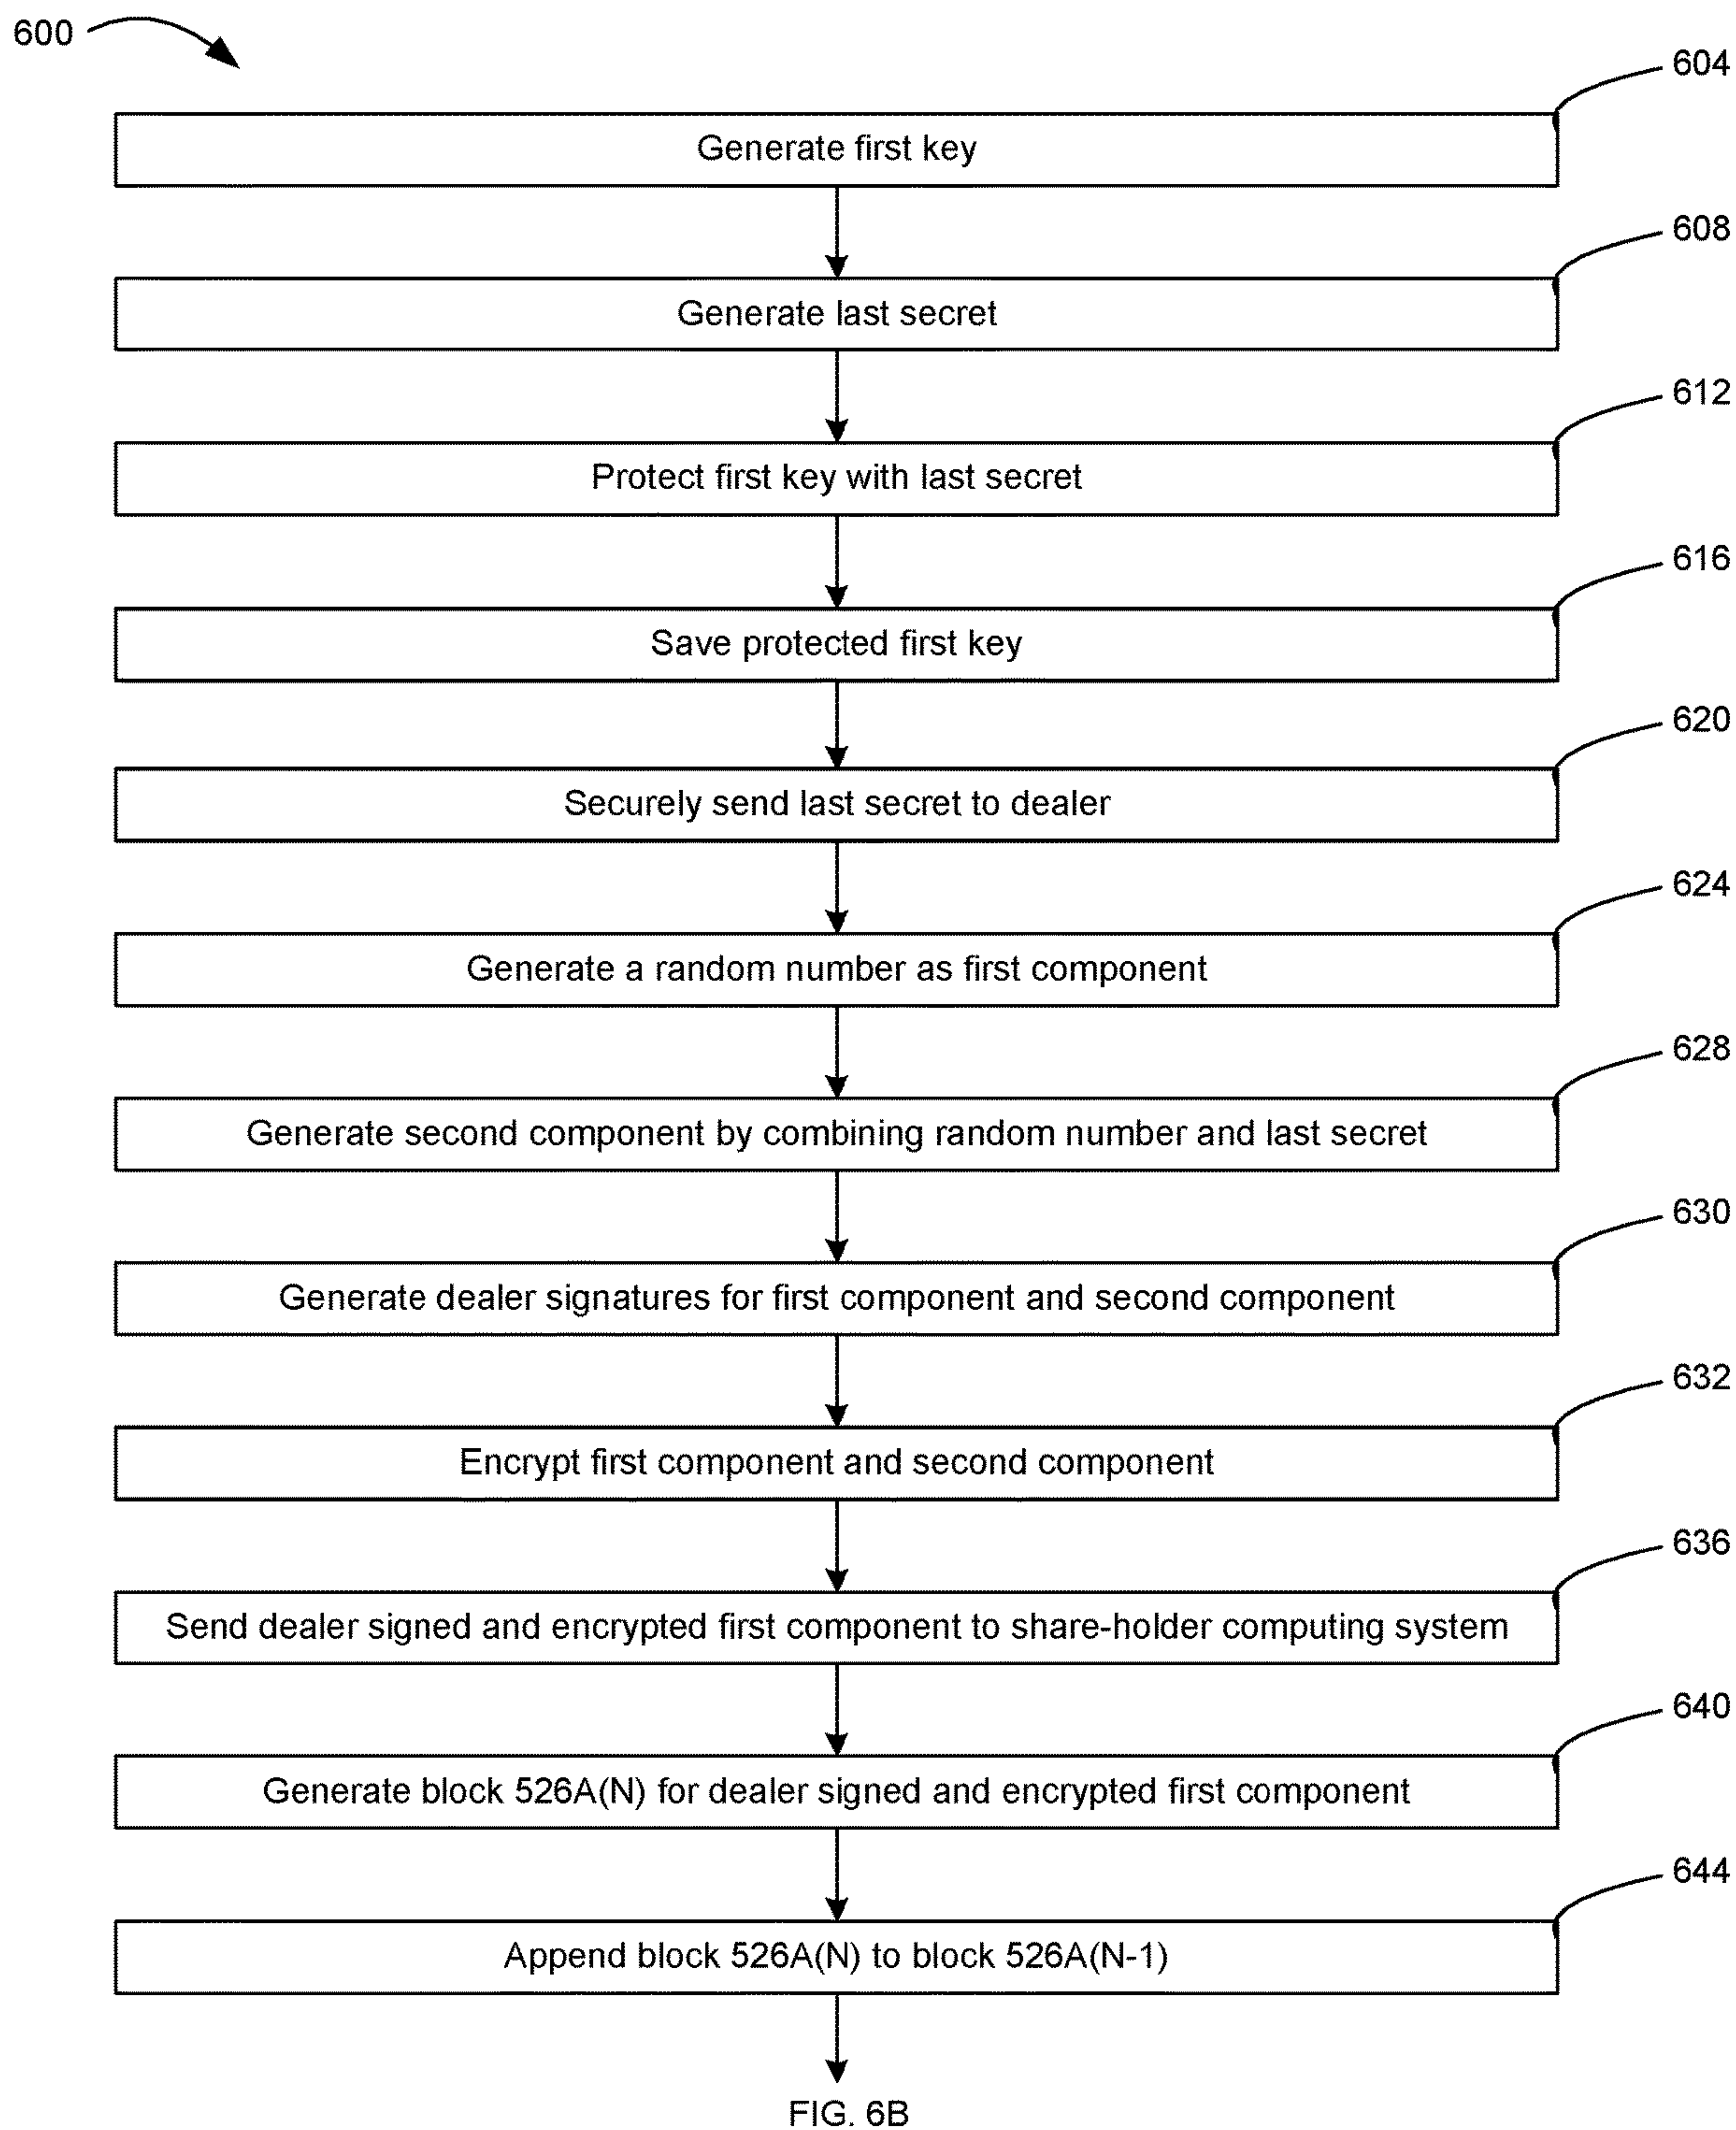 600
604
Generate first key
608
Generate last secret
612
Protect first key with last secret
616
Save protected first key
620
Securely send last secret to dealer
624
Generate a random number as first component
628
Generate second component by combining random number and last secret
630
Generate dealer signatures for first component and second component
632
Encrypt first component and second component
636
Send dealer signed and encrypted first component to share-holder computing system
640
Generate block 526A(N) for dealer signed and encrypted first component
644
Append block 526A(N) to block 526A(N-1)
FIG. 6B